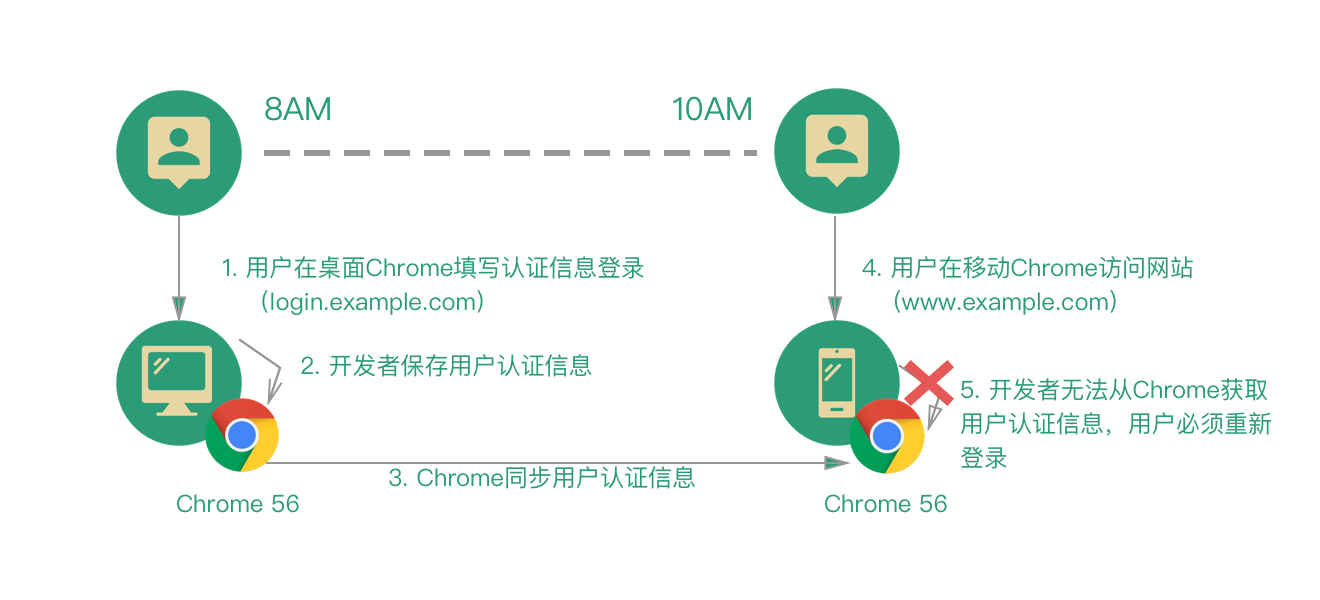 8AM
10AM
1. 用户在桌面Chrome填写认证信息登录
（login.example.com）
4. 用户在移动Chrome访问网站
（www.example.com）
2. 开发者保存用户认证信息
5. 开发者无法从Chrome获取
用户认证信息，用户必须重新
登录
3. Chrome同步用户认证信息
Chrome 56
Chrome 56